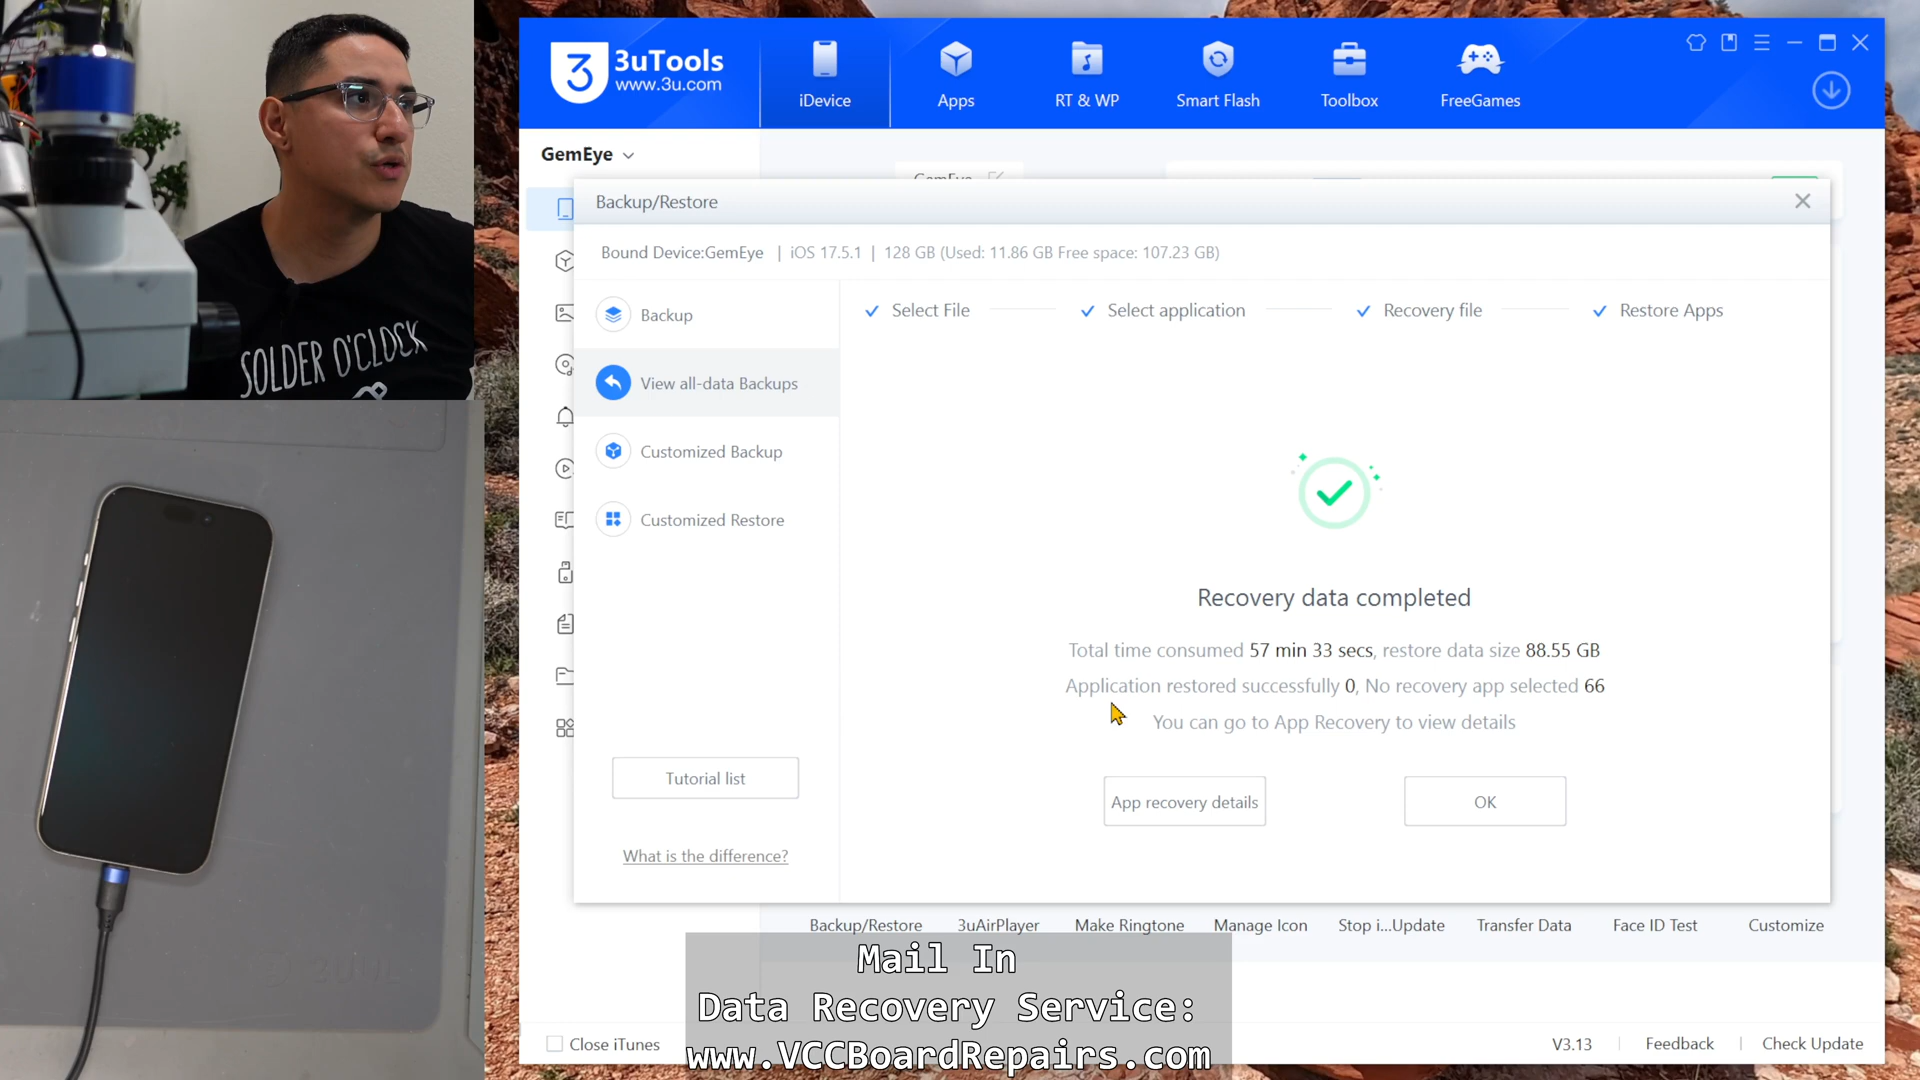 3uTools
www.3u.com
iDevice
Apps
RT & WP
Smart Flash
Toolbox
FreeGames
GemEye
GemEye
Backup/Restore
Bound Device:GemEye | iOS 17.5.1 | 128 GB (Used: 11.86 GB Free space: 107.23 GB)
Backup
View all-data Backups
Customized Backup
Customized Restore
Tutorial list
What is the difference?
Select File
Select application
Recovery file
Restore Apps
Recovery data completed
Total time consumed 57 min 33 secs, restore data size 88.55 GB
Application restored successfully 0, No recovery app selected 66
You can go to App Recovery to view details
App recovery details
OK
Backup/Restore
3uAirPlayer
Make Ringtone
Manage Icon
Stop i...Update
Transfer Data
Face ID Test
Customize
Close iTunes
V3.13
Feedback
Check Update
SOLDER O'CLOCK
Mail In
Data Recovery Service:
www.VCCBoardRepairs.com